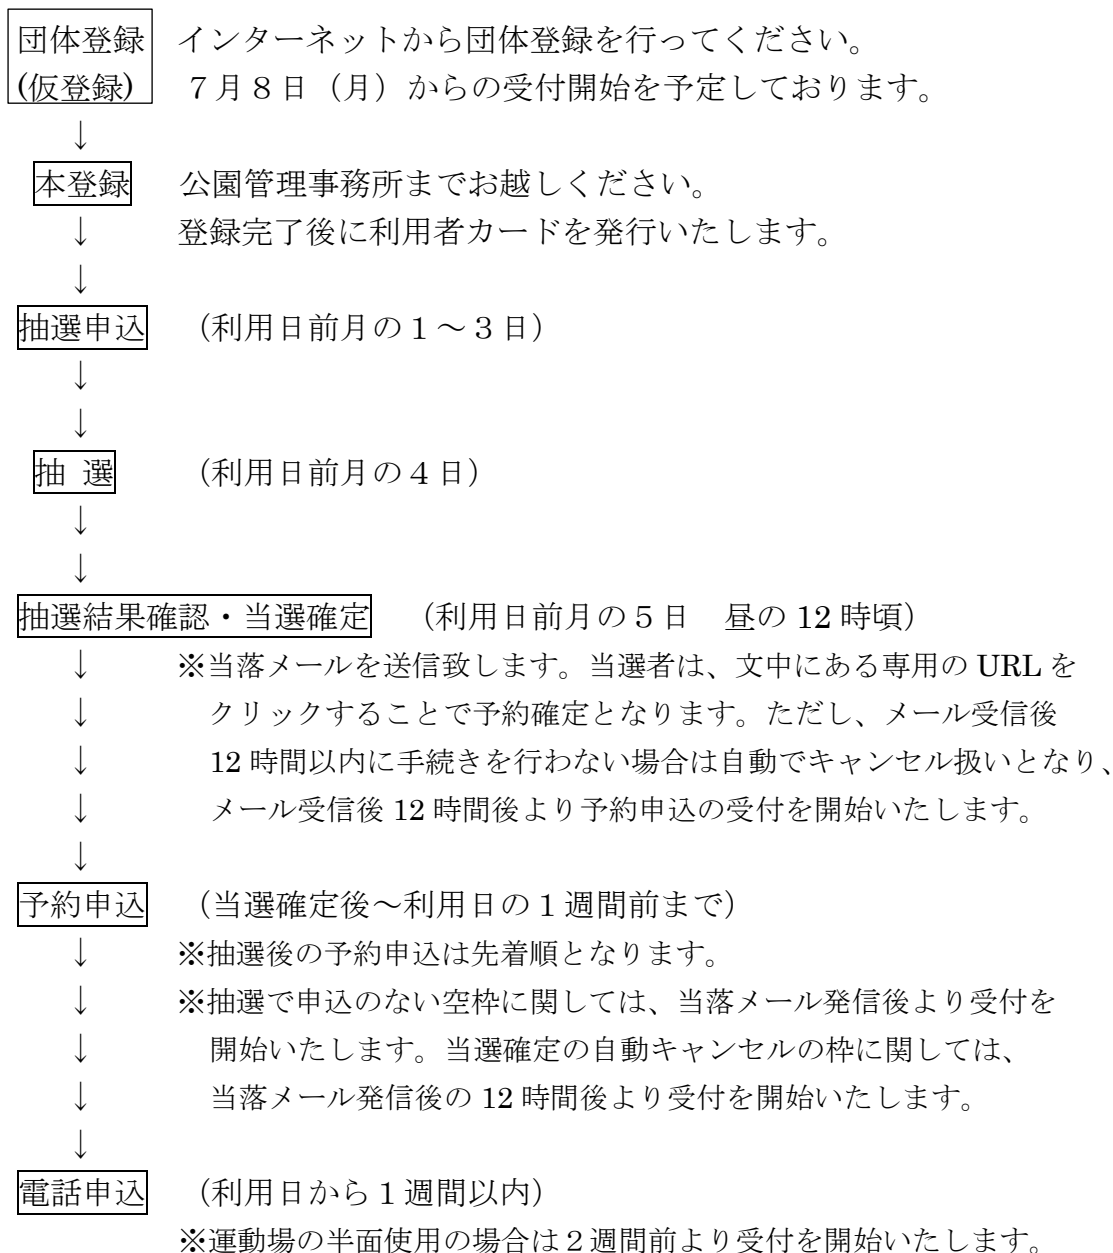 団体登録 インターネットから団体登録を行ってください。
(仮登録) 7月8日（月）からの受付開始を予定しております。
↓
本登録 公園管理事務所までお越しください。
↓ 登録完了後に利用者カードを発行いたします。
↓
抽選申込 （利用日前月の1～3日）
↓
↓
抽 選 （利用日前月の4日）
↓
↓
抽選結果確認・当選確定 （利用日前月の5日 昼の12時頃）
↓ ※当落メールを送信致します。当選者は、文中にある専用のURLを
↓ クリックすることで予約確定となります。ただし、メール受信後
↓ 12時間以内に手続きを行わない場合は自動でキャンセル扱いとなり、
↓ メール受信後12時間後より予約申込の受付を開始いたします。
↓
予約申込 （当選確定後～利用日の1週間前まで）
↓ ※抽選後の予約申込は先着順となります。
↓ ※抽選で申込のない空枠に関しては、当落メール発信後より受付を
↓ 開始いたします。当選確定の自動キャンセルの枠に関しては、
↓ 当落メール発信後の12時間後より受付を開始いたします。
↓
電話申込 （利用日から1週間以内）
※運動場の半面使用の場合は2週間前より受付を開始いたします。